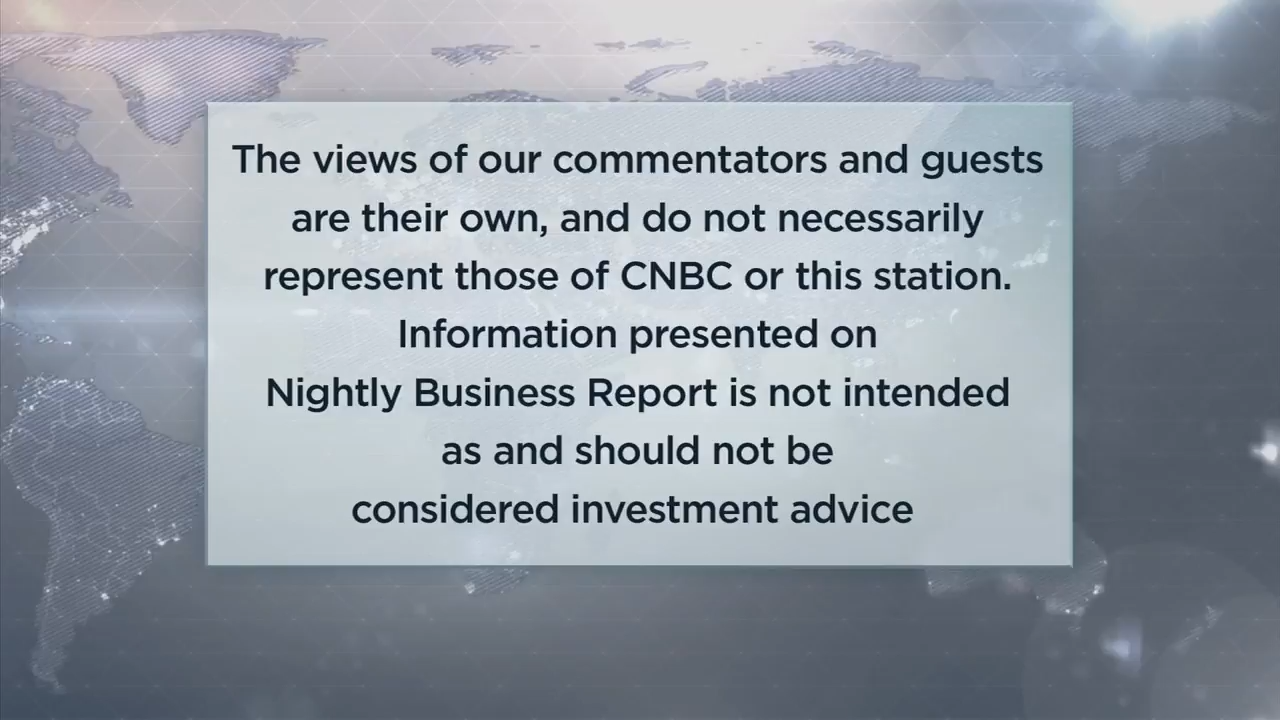 The views of our commentators and guests
are their own, and do not necessarily
represent those of CNBC or this station.
Information presented on
Nightly Business Report is not intended
as and should not be
considered investment advice